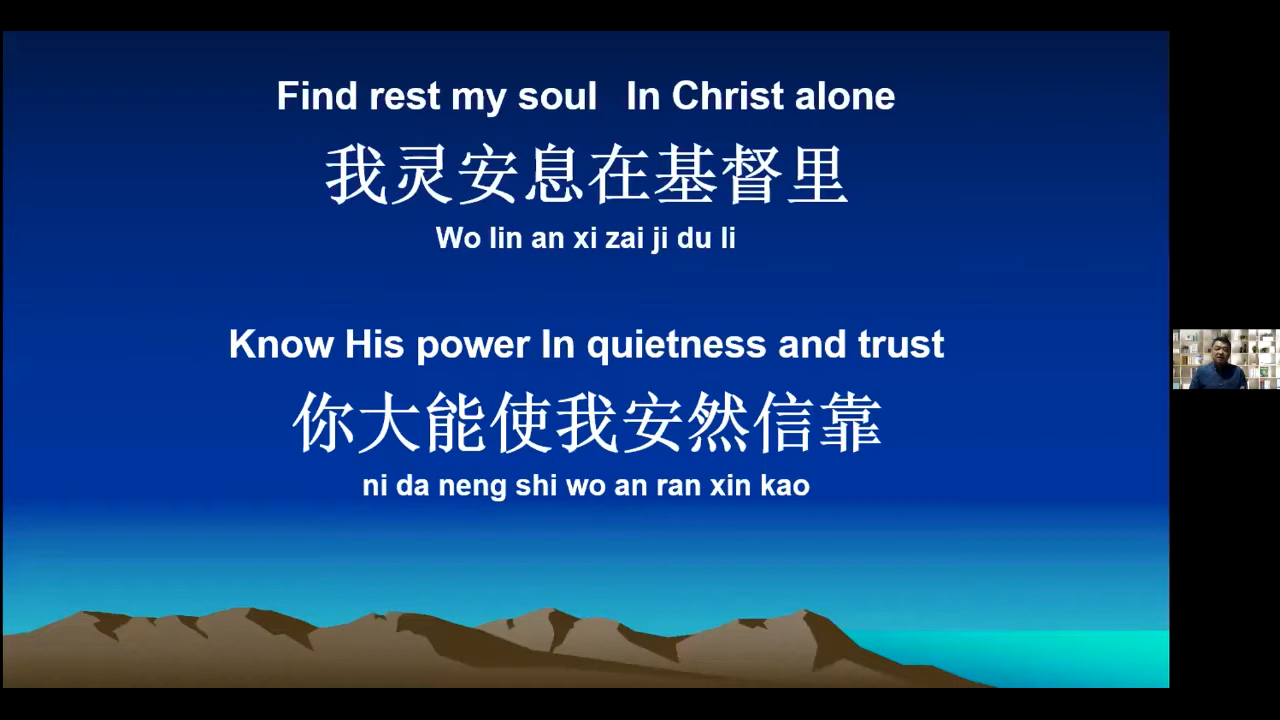 Find rest my soul In Christ alone
我灵安息在基督里
Wo lin an xi zai ji du li
Know His power In quietness and trust
你大能使我安然信靠
ni da neng shi wo an ran xin kao